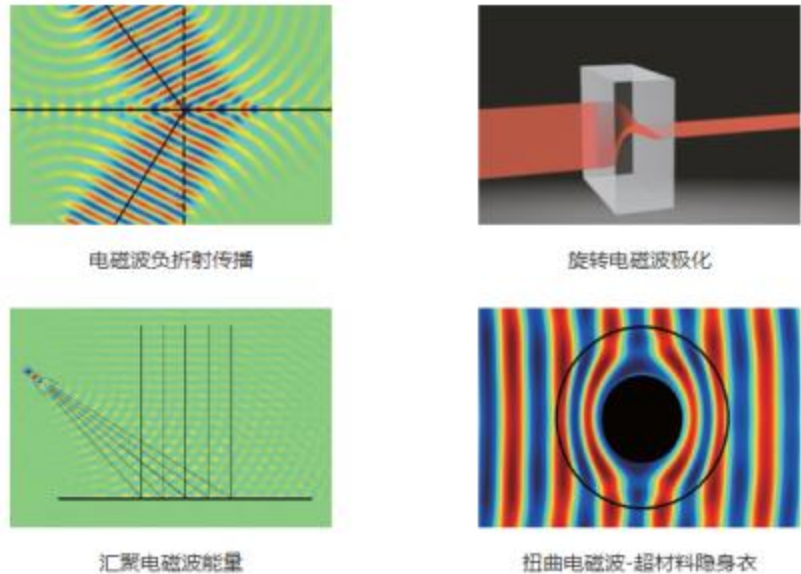 电磁波负折射传播
旋转电磁波极化
汇聚电磁波能量
扭曲电磁波-超材料隐身衣